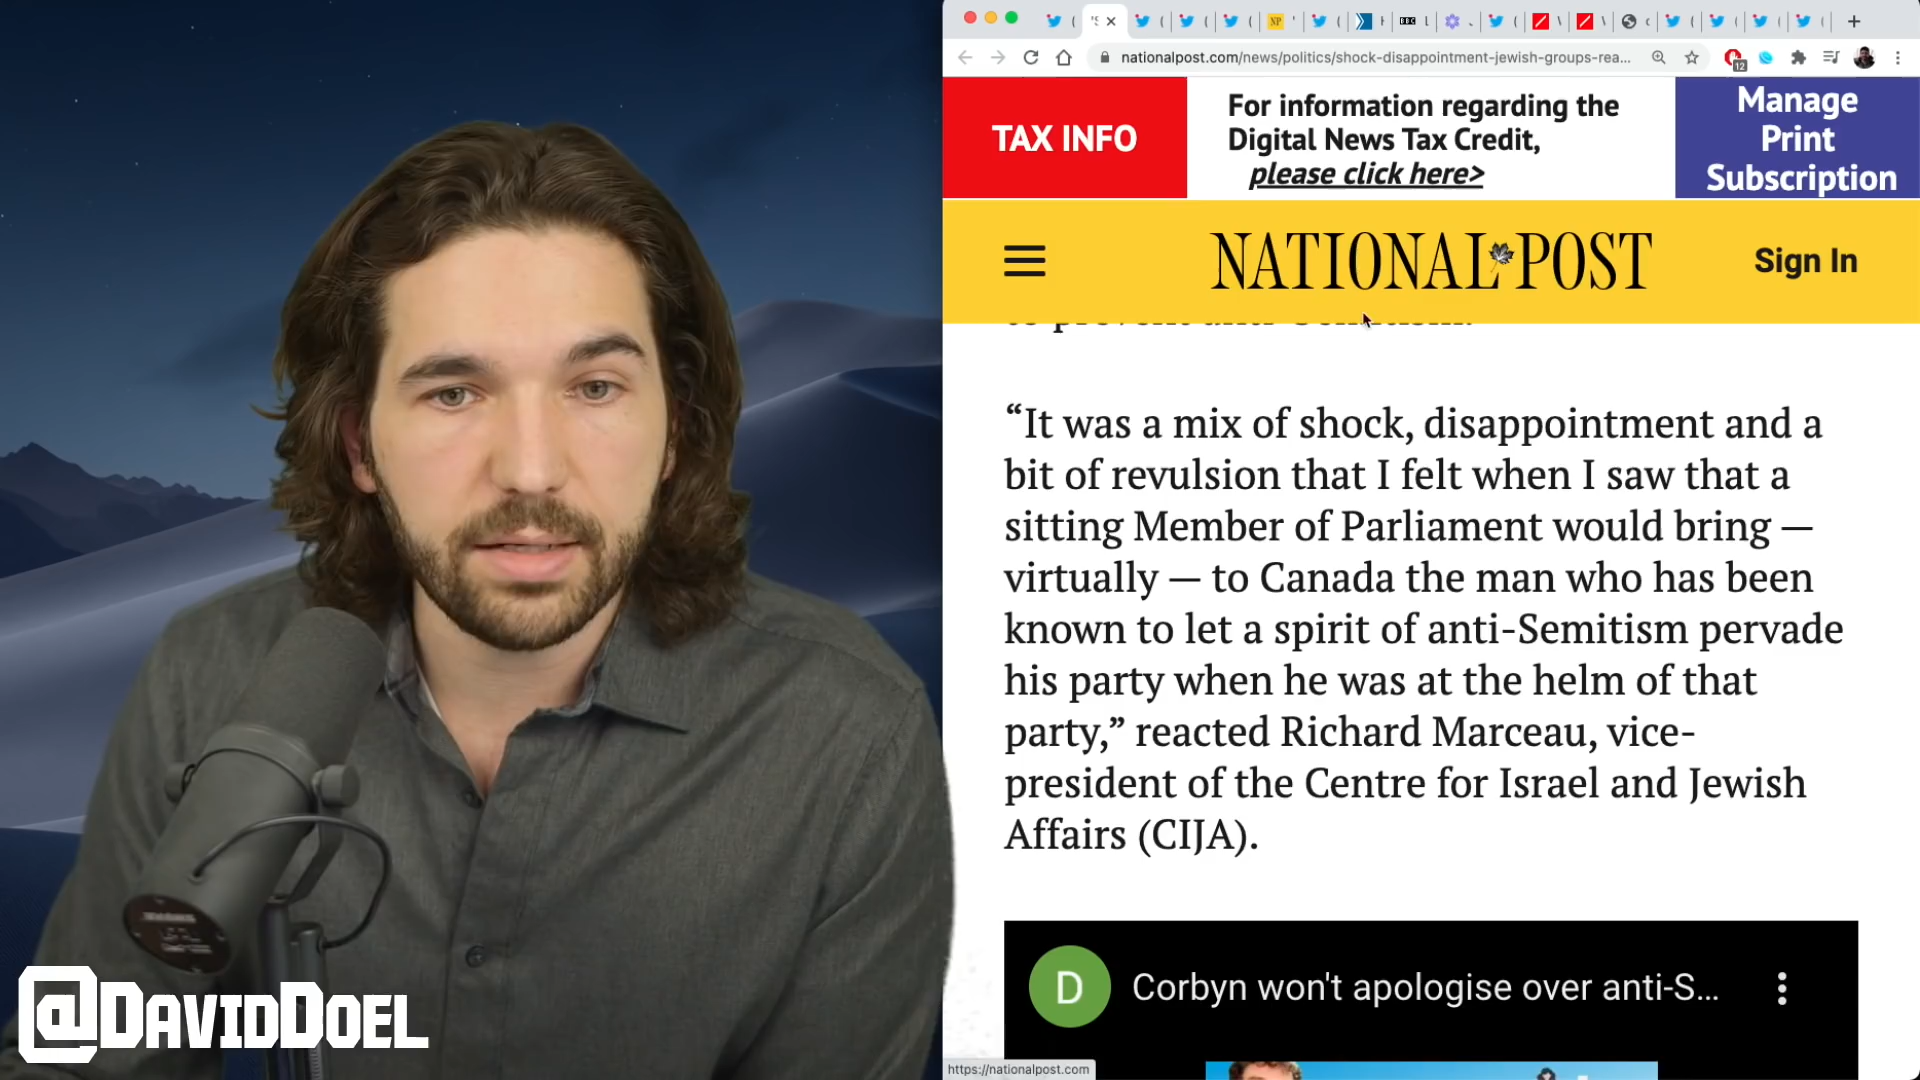 nationalpost.com/news/politics/shock-disappointment-jewish-groups-rea...
12
TAX INFO
For information regarding the
Digital News Tax Credit,
please click here>
Manage
Print
Subscription
NATIONAL POST
Sign In
“It was a mix of shock, disappointment and a
bit of revulsion that I felt when I saw that a
sitting Member of Parliament would bring —
virtually — to Canada the man who has been
known to let a spirit of anti-Semitism pervade
his party when he was at the helm of that
party,” reacted Richard Marceau, vice-
president of the Centre for Israel and Jewish
Affairs (CIJA).
D
Corbyn won't apologise over anti-S...
https://nationalpost.com
@DAVIDDOEL